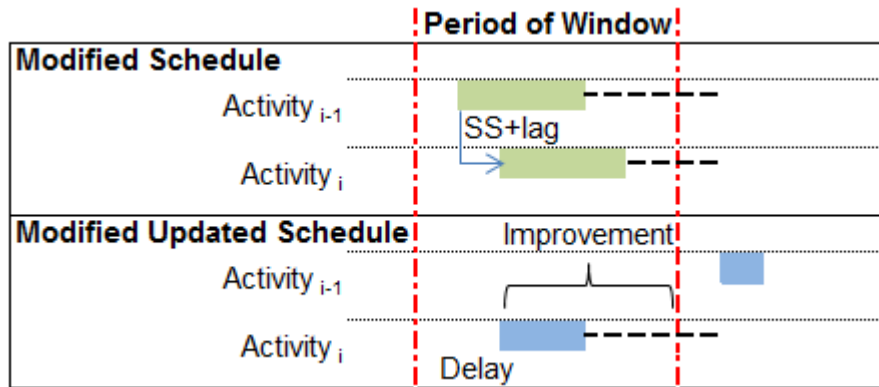 Period of Window
Modified Schedule
Activity i-1
SS+lag
Activity i
Modified Updated Schedule
Improvement
Activity i-1
Activity i
Delay